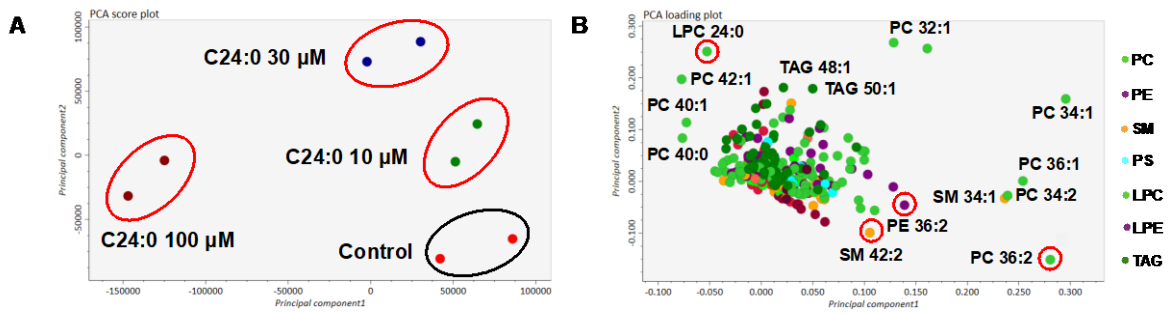 A
PCA score plot
Principal component2
100000
50000
0
-50000
C24:0 30 µM
C24:0 10 µM
C24:0 100 µM
Control
-150000
-100000
-50000
0
50000
100000
Principal component1
B
PCA loading plot
Principal component2
0.300
0.200
0.100
0.000
-0.100
LPC 24:0
PC 32:1
PC 42:1
TAG 48:1
TAG 50:1
PC 34:1
PC 40:1
PC 40:0
PC 36:1
SM 34:1
PC 34:2
PE 36:2
SM 42:2
PC 36:2
-0.100
-0.050
0.000
0.050
0.100
0.150
0.200
0.250
0.300
Principal component1
PC
PE
SM
PS
LPC
LPE
TAG